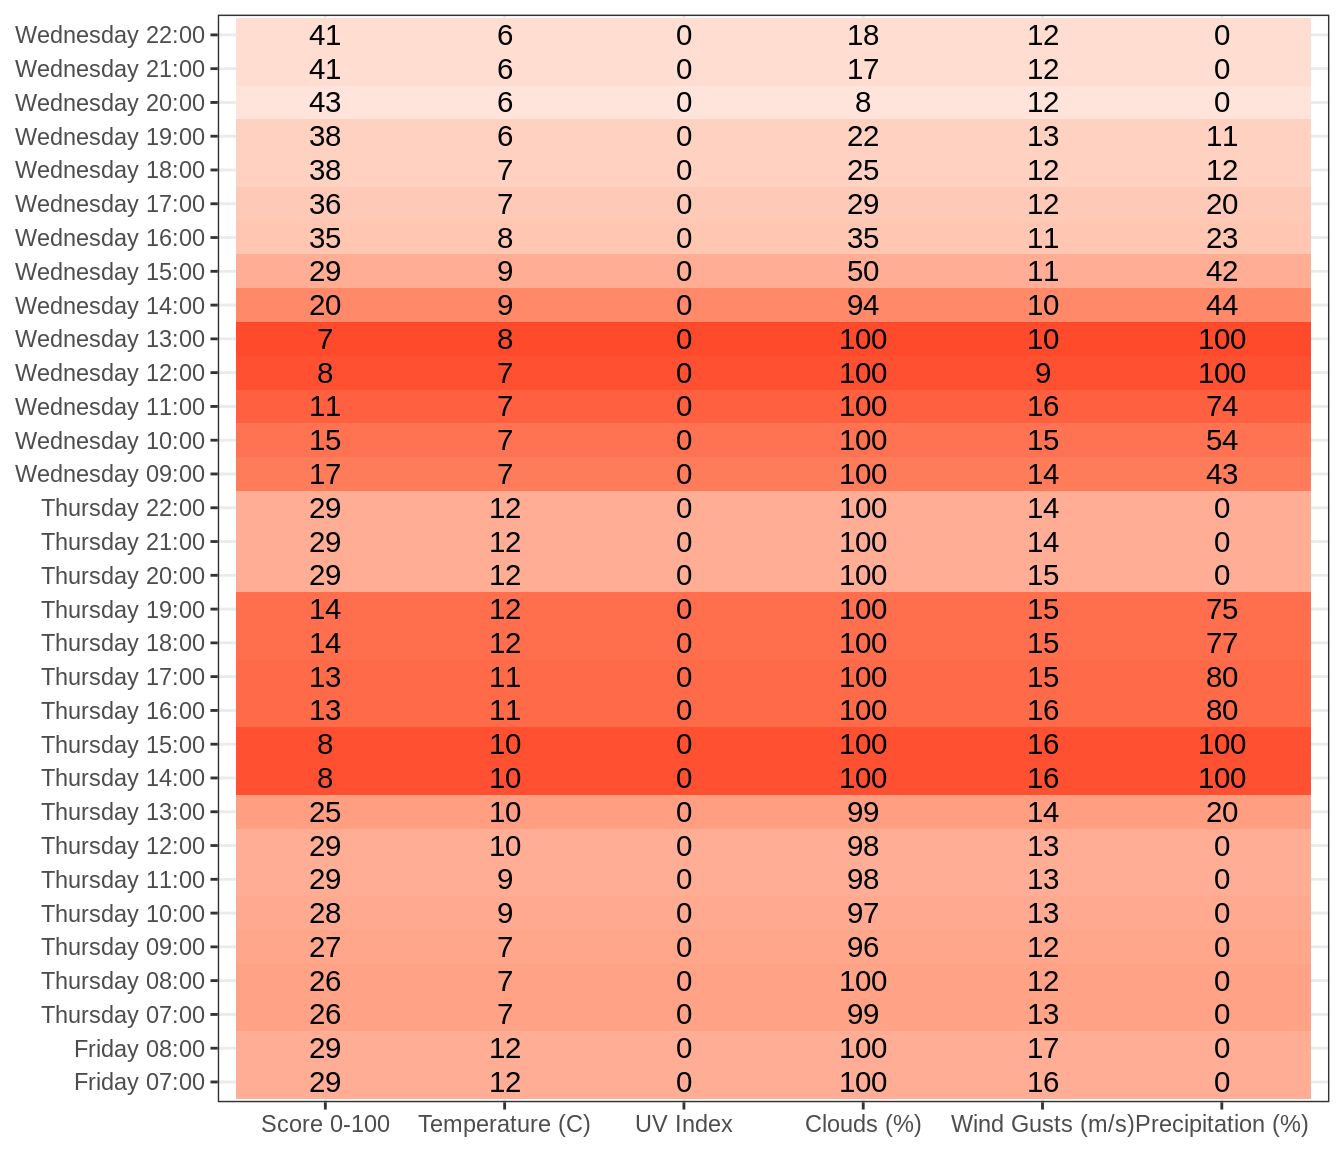 Wednesday 22:00 41 6 0 18 12 0
Wednesday 21:00 41 6 0 17 12 0
Wednesday 20:00 43 6 0 8 12 0
Wednesday 19:00 38 6 0 22 13 11
Wednesday 18:00 38 7 0 25 12 12
Wednesday 17:00 36 7 0 29 12 20
Wednesday 16:00 35 8 0 35 11 23
Wednesday 15:00 29 9 0 50 11 42
Wednesday 14:00 20 9 0 94 10 44
Wednesday 13:00 7 8 0 100 10 100
Wednesday 12:00 8 7 0 100 9 100
Wednesday 11:00 11 7 0 100 16 74
Wednesday 10:00 15 7 0 100 15 54
Wednesday 09:00 17 7 0 100 14 43
Thursday 22:00 29 12 0 100 14 0
Thursday 21:00 29 12 0 100 14 0
Thursday 20:00 29 12 0 100 15 0
Thursday 19:00 14 12 0 100 15 75
Thursday 18:00 14 12 0 100 15 77
Thursday 17:00 13 11 0 100 15 80
Thursday 16:00 13 11 0 100 16 80
Thursday 15:00 8 10 0 100 16 100
Thursday 14:00 8 10 0 100 16 100
Thursday 13:00 25 10 0 99 14 20
Thursday 12:00 29 10 0 98 13 0
Thursday 11:00 29 9 0 98 13 0
Thursday 10:00 28 9 0 97 13 0
Thursday 09:00 27 7 0 96 12 0
Thursday 08:00 26 7 0 100 12 0
Thursday 07:00 26 7 0 99 13 0
Friday 08:00 29 12 0 100 17 0
Friday 07:00 29 12 0 100 16 0
Score 0-100 Temperature (C) UV Index Clouds (%) Wind Gusts (m/s) Precipitation (%)